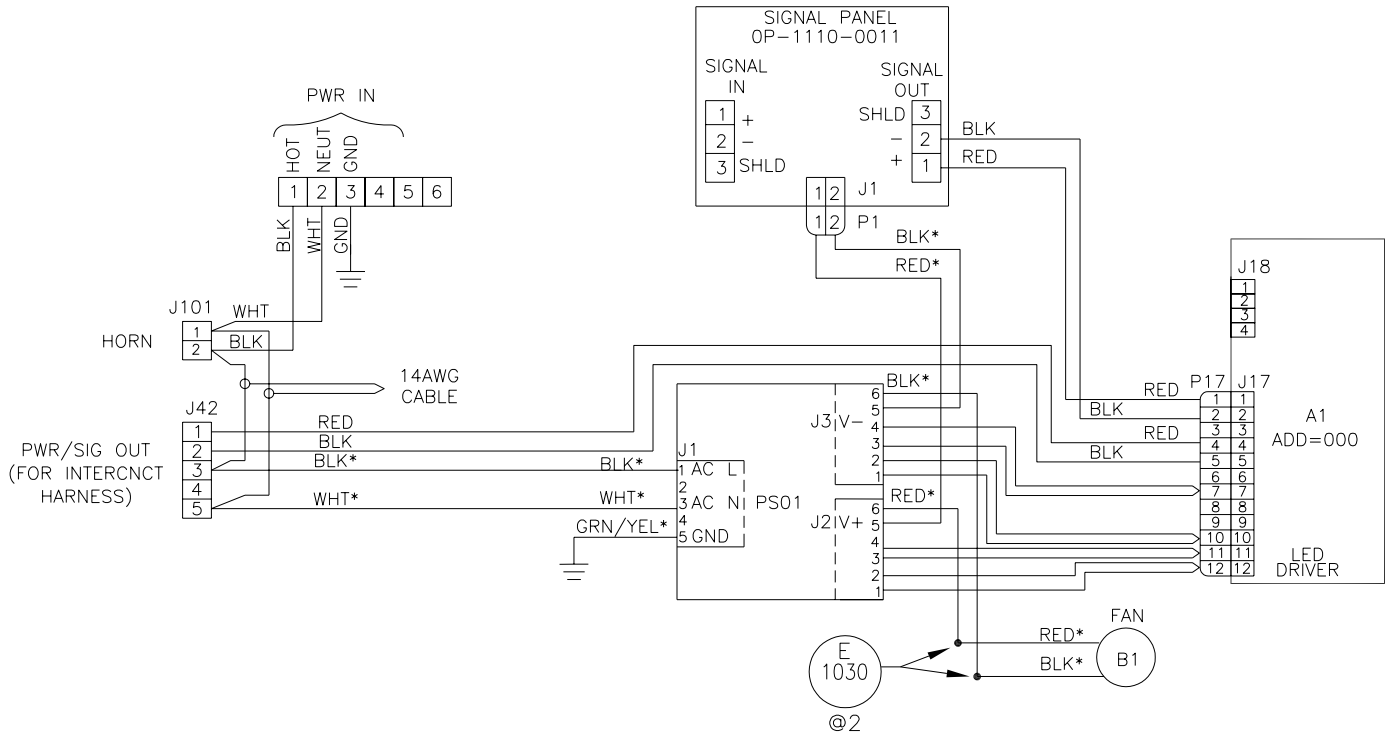 SIGNAL PANEL
0P-1110-0011
SIGNAL
IN
1 +
2 -
3 SHLD
SIGNAL
OUT
SHLD 3
- 2 BLK
+ 1 RED
1 2 J1
1 2 P1
BLK*
RED*
PWR IN
HOT
NEUT
GND
1 2 3 4 5 6
BLK
WHT
GND
J101
HORN
1 WHT
2 BLK
14AWG
CABLE
J42
PWR/SIG OUT
(FOR INTERCNCT
HARNESS)
1 RED
2 BLK
3 BLK* BLK*
4
5 WHT* WHT*
GRN/YEL*
J1
1 AC L
2
3 AC N
4
5 GND
PS01
J3 V-
6 BLK*
5
4
3
2
1
J2 V+
6 RED*
5
4
3
2
1
J18
1
2
3
4
P17 J17
RED 1 1
BLK 2 2
3 3
RED 4 4
BLK 5 5
6 6
7 7
8 8
9 9
10 10
11 11
12 12
A1
ADD=000
LED
DRIVER
FAN
B1
RED*
BLK*
E
1030
@2